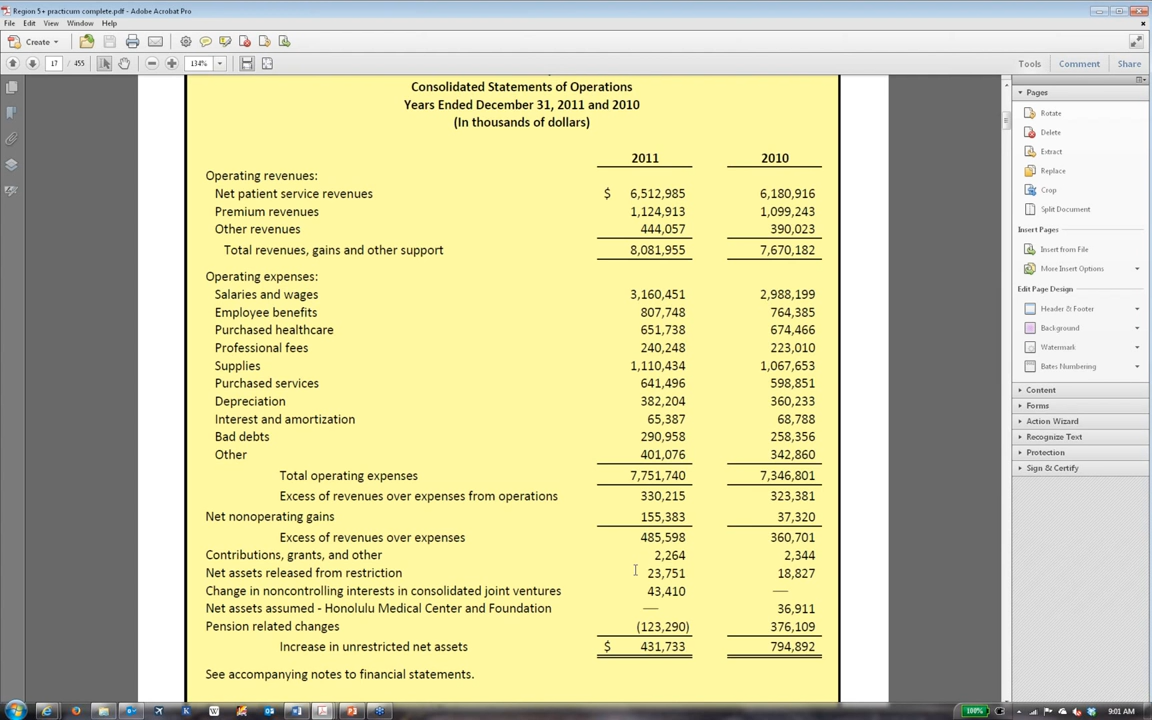 Region 5+ practicum complete.pdf - Adobe Acrobat Pro
File Edit View Window Help
Create
17 / 455 134% Tools Comment Share
Consolidated Statements of Operations
Years Ended December 31, 2011 and 2010
(In thousands of dollars)
2011 2010
Operating revenues:
Net patient service revenues $ 6,512,985 6,180,916
Premium revenues 1,124,913 1,099,243
Other revenues 444,057 390,023
Total revenues, gains and other support 8,081,955 7,670,182
Operating expenses:
Salaries and wages 3,160,451 2,988,199
Employee benefits 807,748 764,385
Purchased healthcare 651,738 674,466
Professional fees 240,248 223,010
Supplies 1,110,434 1,067,653
Purchased services 641,496 598,851
Depreciation 382,204 360,233
Interest and amortization 65,387 68,788
Bad debts 290,958 258,356
Other 401,076 342,860
Total operating expenses 7,751,740 7,346,801
Excess of revenues over expenses from operations 330,215 323,381
Net nonoperating gains 155,383 37,320
Excess of revenues over expenses 485,598 360,701
Contributions, grants, and other 2,264 2,344
Net assets released from restriction 23,751 18,827
Change in noncontrolling interests in consolidated joint ventures 43,410 —
Net assets assumed - Honolulu Medical Center and Foundation — 36,911
Pension related changes (123,290) 376,109
Increase in unrestricted net assets $ 431,733 794,892
See accompanying notes to financial statements.
Pages
Rotate
Delete
Extract
Replace
Crop
Split Document
Insert Pages
Insert from File
More Insert Options
Edit Page Design
Header & Footer
Background
Watermark
Bates Numbering
Content
Forms
Action Wizard
Recognize Text
Protection
Sign & Certify
100% 9:01 AM